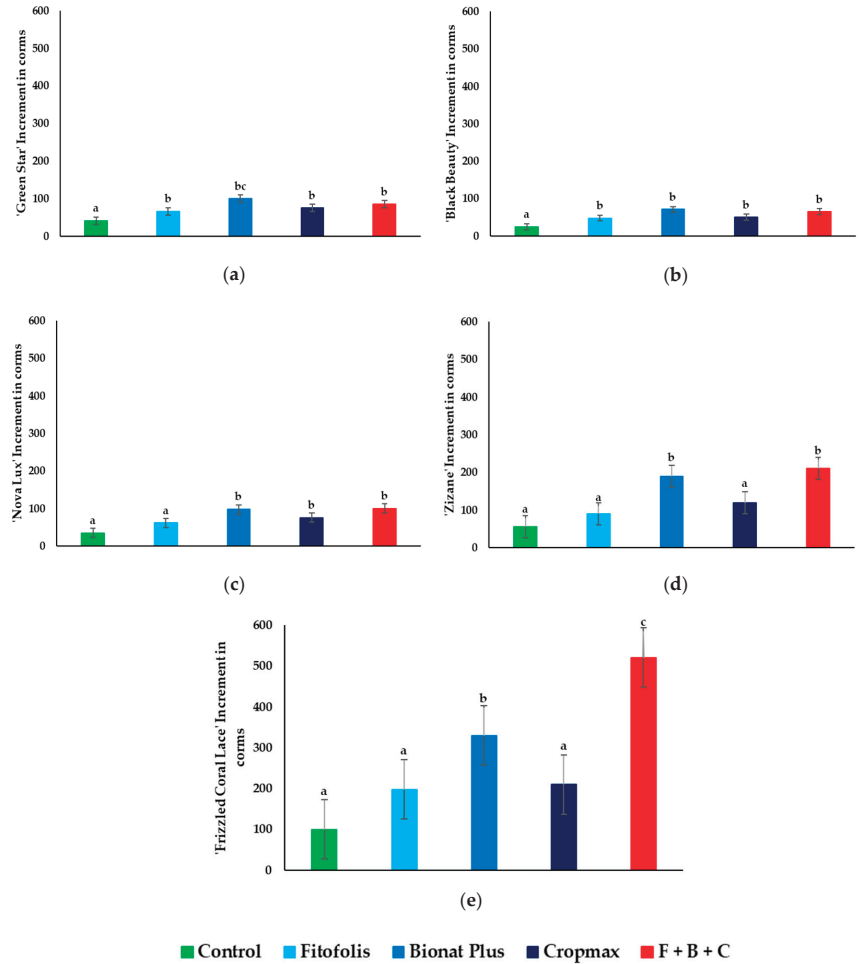 600
500
400
300
200
100
0
'Green Star' Increment in corms
a
b
bc
b
b
(a)
600
500
400
300
200
100
0
'Black Beauty' Increment in corms
a
b
b
b
b
(b)
600
500
400
300
200
100
0
'Nova Lux' Increment in corms
a
a
b
b
b
(c)
600
500
400
300
200
100
0
'Zizane' Increment in corms
a
a
b
a
b
(d)
600
500
400
300
200
100
0
'Frizzled Coral Lace' Increment in
corms
a
a
b
a
c
(e)
Control Fitofolis Bionat Plus Cropmax F + B + C